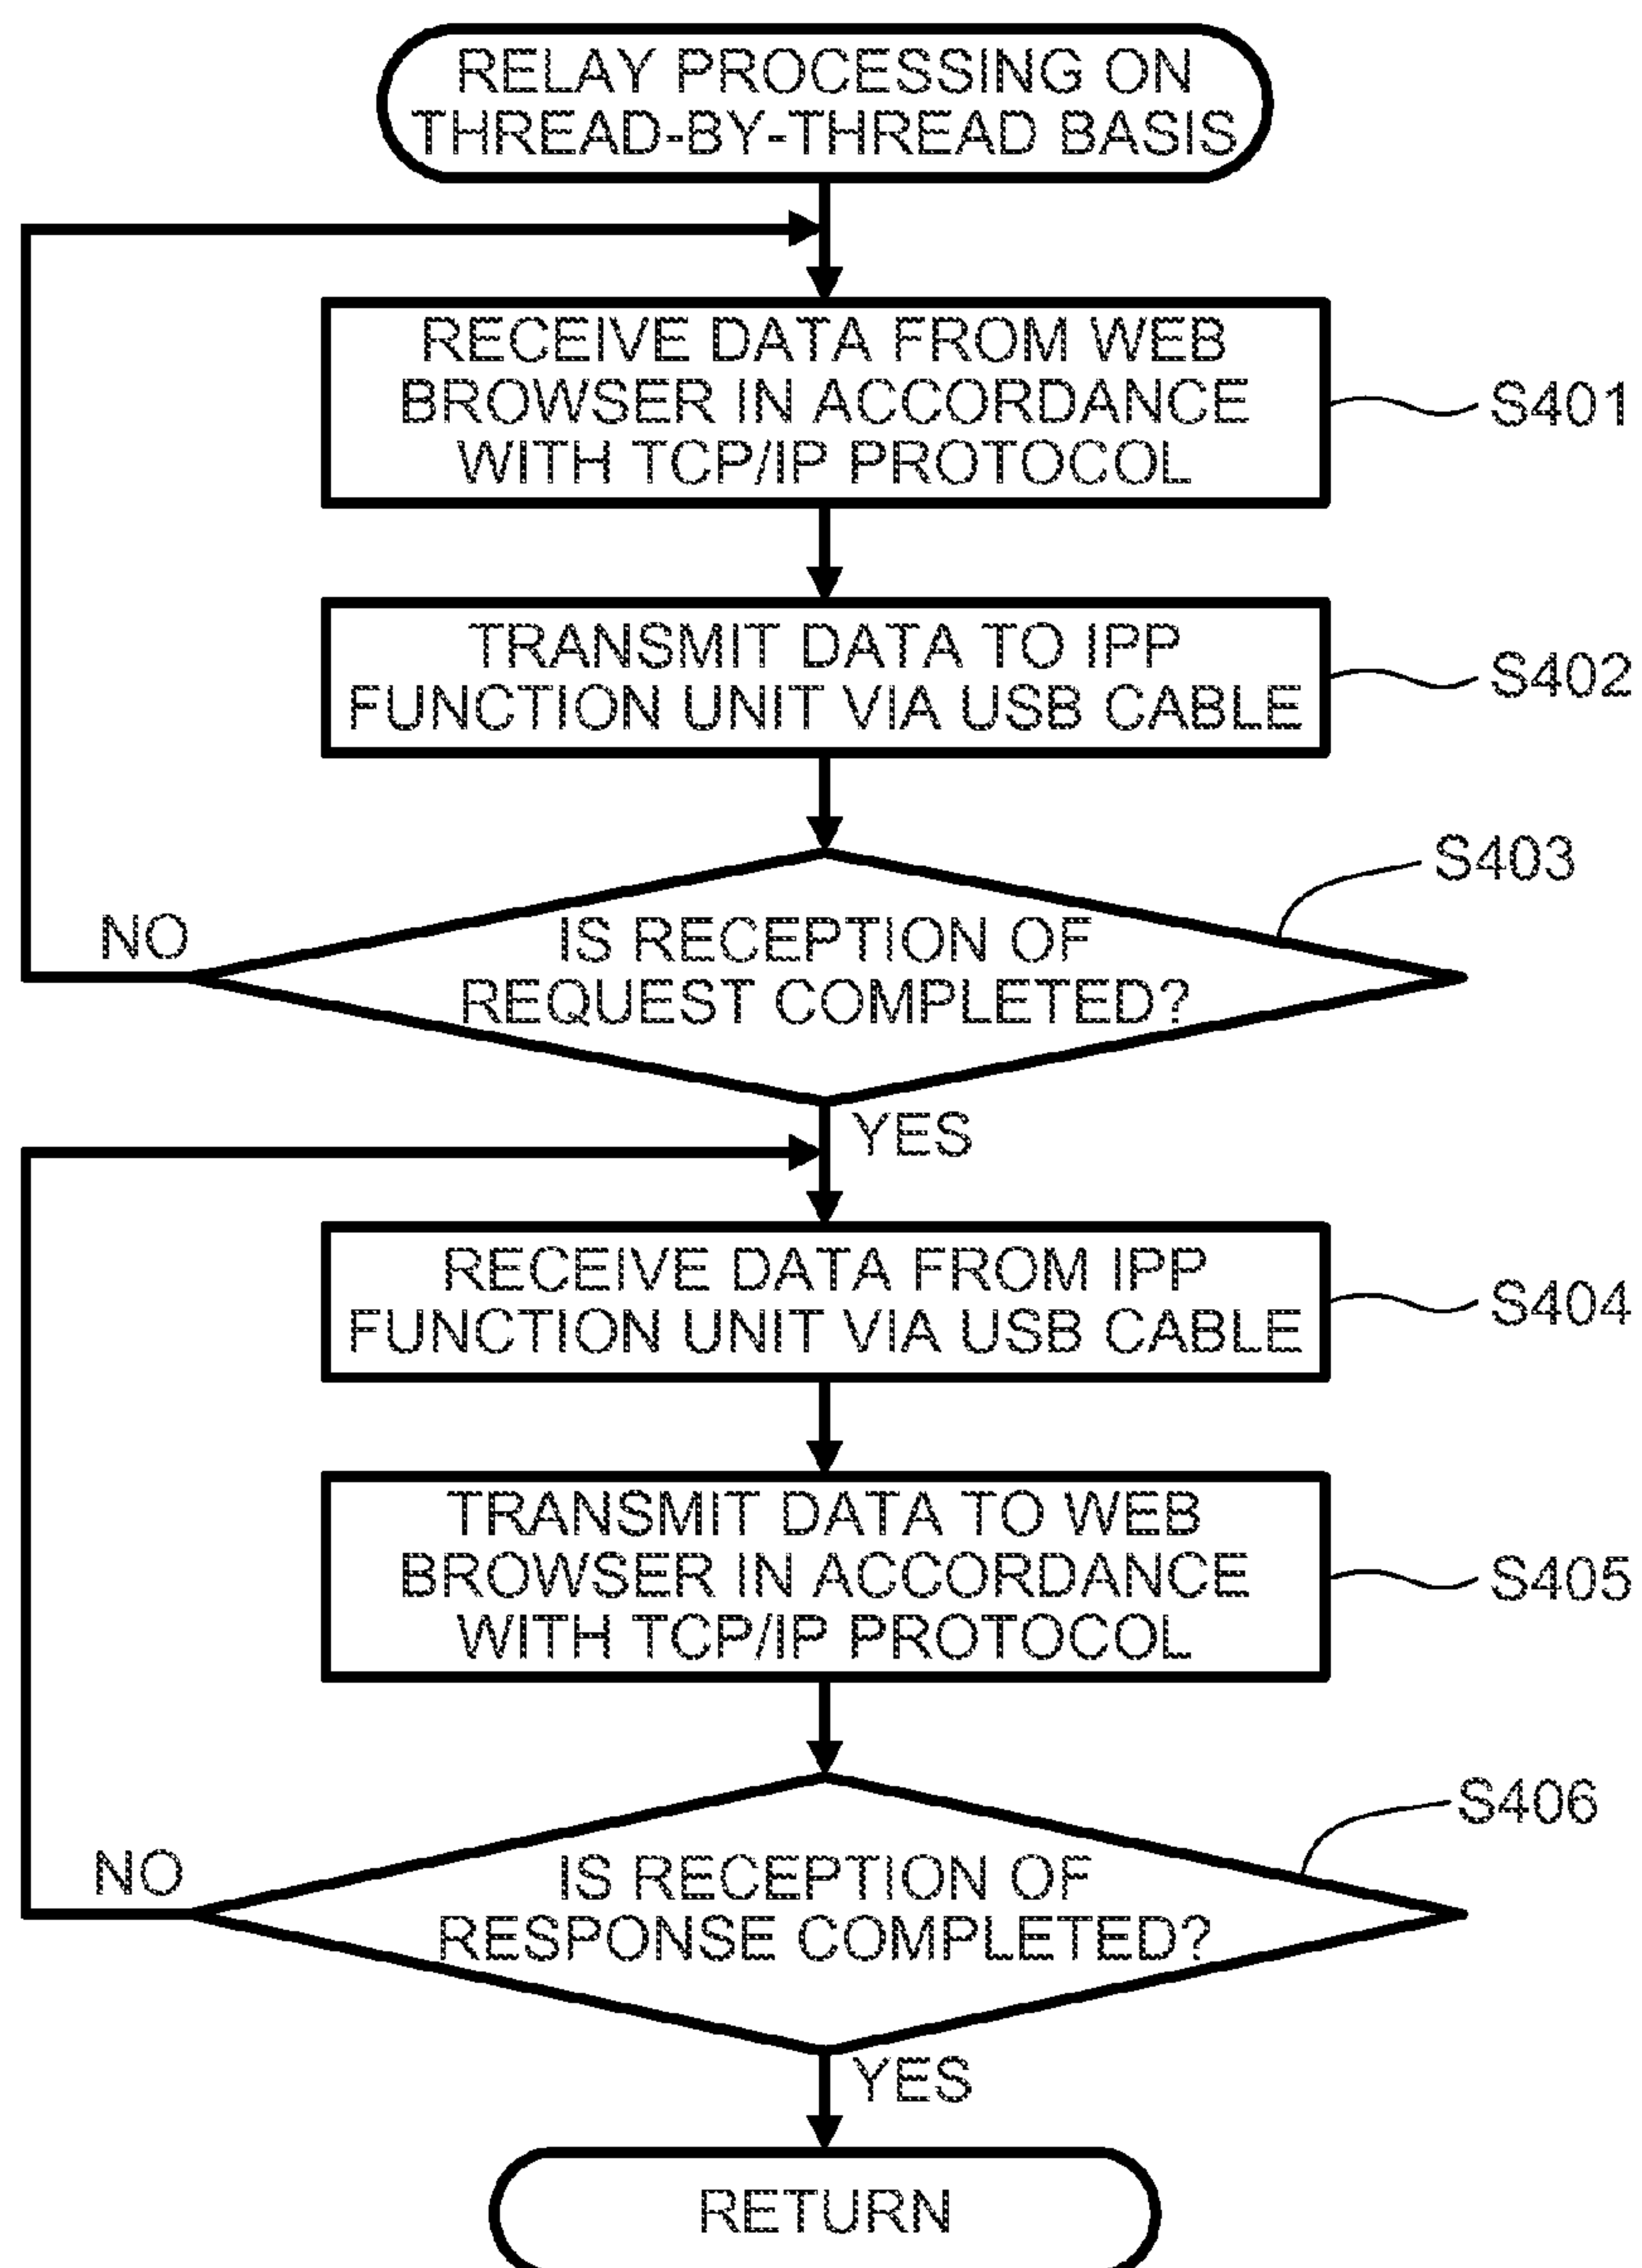 RELAY PROCESSING ON
THREAD-BY-THREAD BASIS
RECEIVE DATA FROM WEB
BROWSER IN ACCORDANCE
WITH TCP/IP PROTOCOL
S401
TRANSMIT DATA TO IPP
FUNCTION UNIT VIA USB CABLE
S402
S403
NO
IS RECEPTION OF
REQUEST COMPLETED?
YES
RECEIVE DATA FROM IPP
FUNCTION UNIT VIA USB CABLE
S404
TRANSMIT DATA TO WEB
BROWSER IN ACCORDANCE
WITH TCP/IP PROTOCOL
S405
S406
NO
IS RECEPTION OF
RESPONSE COMPLETED?
YES
RETURN